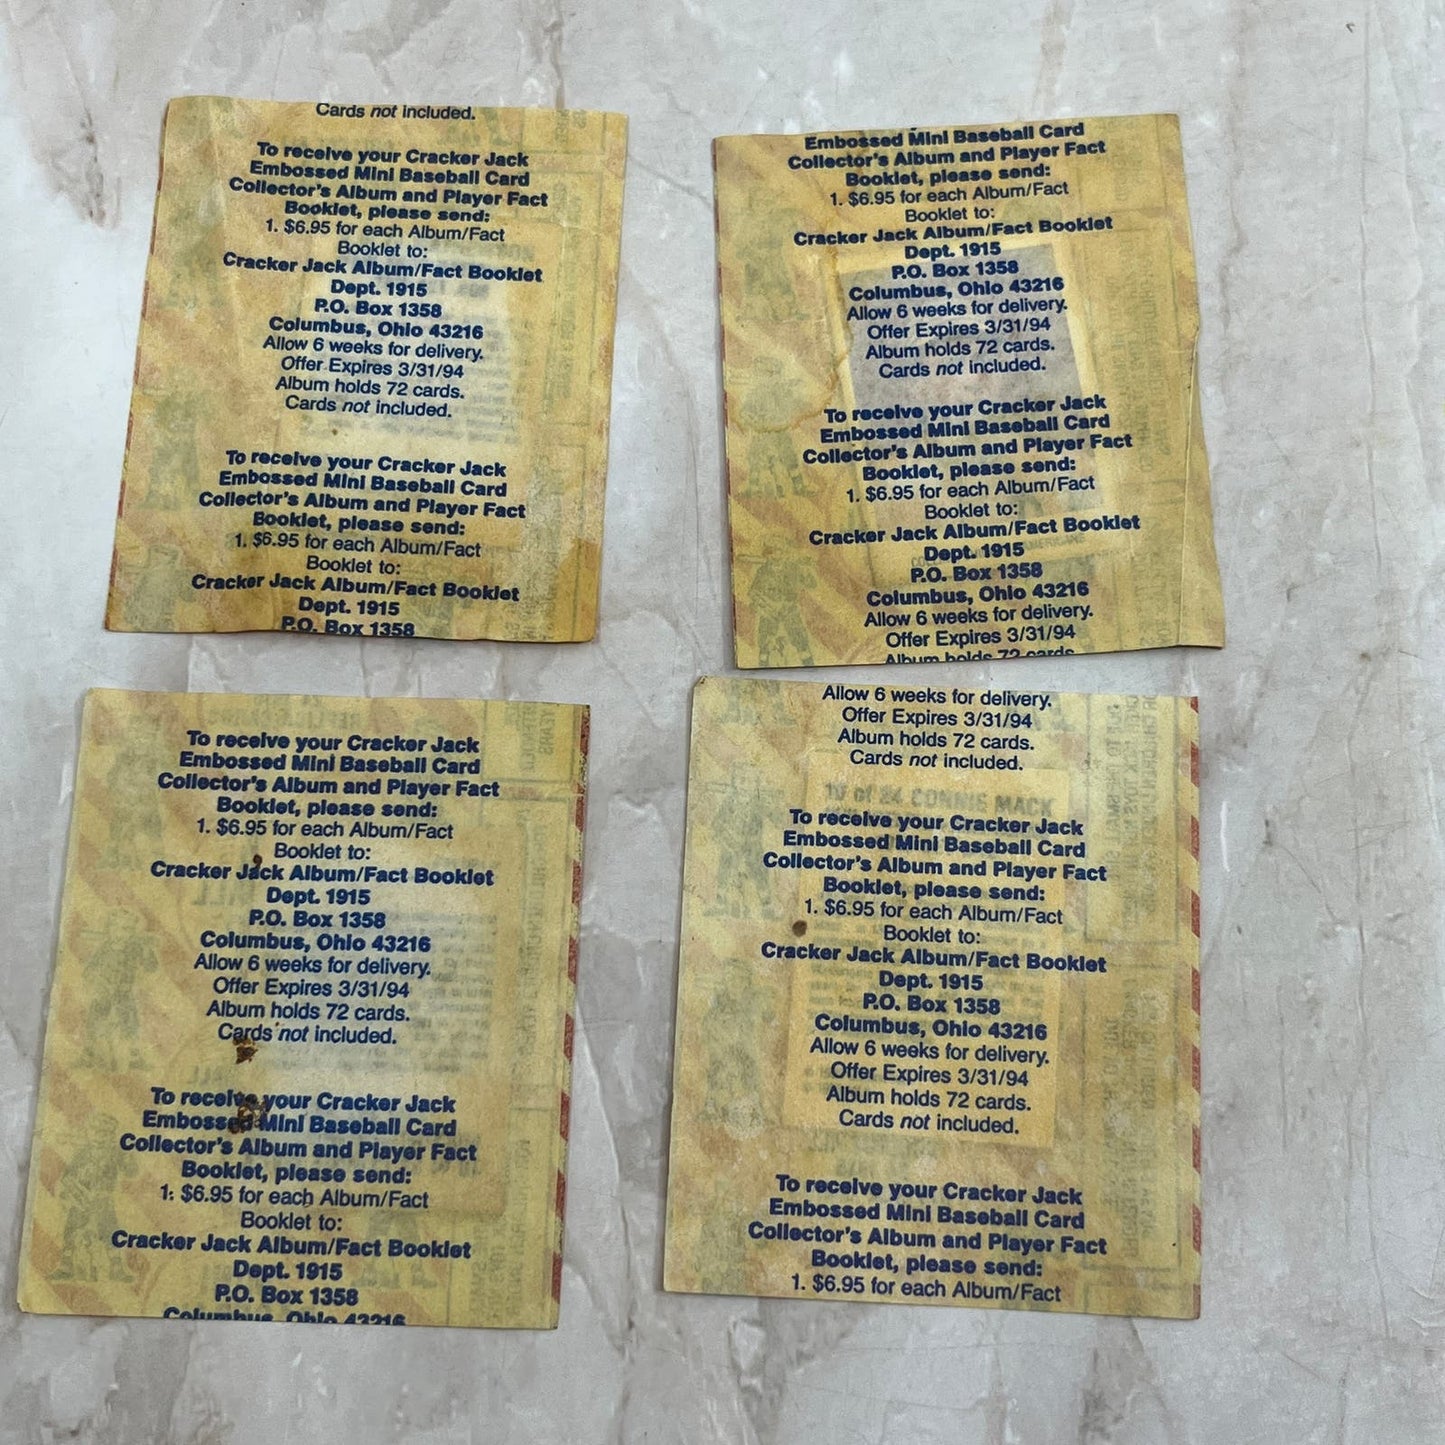 Cards not included.
To receive your Cracker Jack
Embossed Mini Baseball Card
Collector's Album and Player Fact
Booklet, please send:
1. $6.95 for each Album/Fact
Booklet to:
Cracker Jack Album/Fact Booklet
Dept. 1915
P.O. Box 1358
Columbus, Ohio 43216
Allow 6 weeks for delivery.
Offer Expires 3/31/94
Album holds 72 cards.
Cards not included.
To receive your Cracker Jack
Embossed Mini Baseball Card
Collector's Album and Player Fact
Booklet, please send:
1. $6.95 for each Album/Fact
Booklet to:
Cracker Jack Album/Fact Booklet
Dept. 1915
P.O. Box 1358
Embossed Mini Baseball Card
Collector's Album and Player Fact
Booklet, please send:
1. $6.95 for each Album/Fact
Booklet to:
Cracker Jack Album/Fact Booklet
Dept. 1915
P.O. Box 1358
Columbus, Ohio 43216
Allow 6 weeks for delivery.
Offer Expires 3/31/94
Album holds 72 cards.
Cards not included.
To receive your Cracker Jack
Embossed Mini Baseball Card
Collector's Album and Player Fact
Booklet, please send:
1. $6.95 for each Album/Fact
Booklet to:
Cracker Jack Album/Fact Booklet
Dept. 1915
P.O. Box 1358
Columbus, Ohio 43216
Allow 6 weeks for delivery.
Offer Expires 3/31/94
Album holds 72 cards
To receive your Cracker Jack
Embossed Mini Baseball Card
Collector's Album and Player Fact
Booklet, please send:
1. $6.95 for each Album/Fact
Booklet to:
Cracker Jack Album/Fact Booklet
Dept. 1915
P.O. Box 1358
Columbus, Ohio 43216
Allow 6 weeks for delivery.
Offer Expires 3/31/94
Album holds 72 cards.
Cards not included.
To receive your Cracker Jack
Embossed Mini Baseball Card
Collector's Album and Player Fact
Booklet, please send:
1. $6.95 for each Album/Fact
Booklet to:
Cracker Jack Album/Fact Booklet
Dept. 1915
P.O. Box 1358
Columbus, Ohio 43216
Allow 6 weeks for delivery.
Offer Expires 3/31/94
Album holds 72 cards.
Cards not included.
10 of 24 CONNIE MACK
To receive your Cracker Jack
Embossed Mini Baseball Card
Collector's Album and Player Fact
Booklet, please send:
1. $6.95 for each Album/Fact
Booklet to:
Cracker Jack Album/Fact Booklet
Dept. 1915
P.O. Box 1358
Columbus, Ohio 43216
Allow 6 weeks for delivery.
Offer Expires 3/31/94
Album holds 72 cards.
Cards not included.
To receive your Cracker Jack
Embossed Mini Baseball Card
Collector's Album and Player Fact
Booklet, please send:
1. $6.95 for each Album/Fact